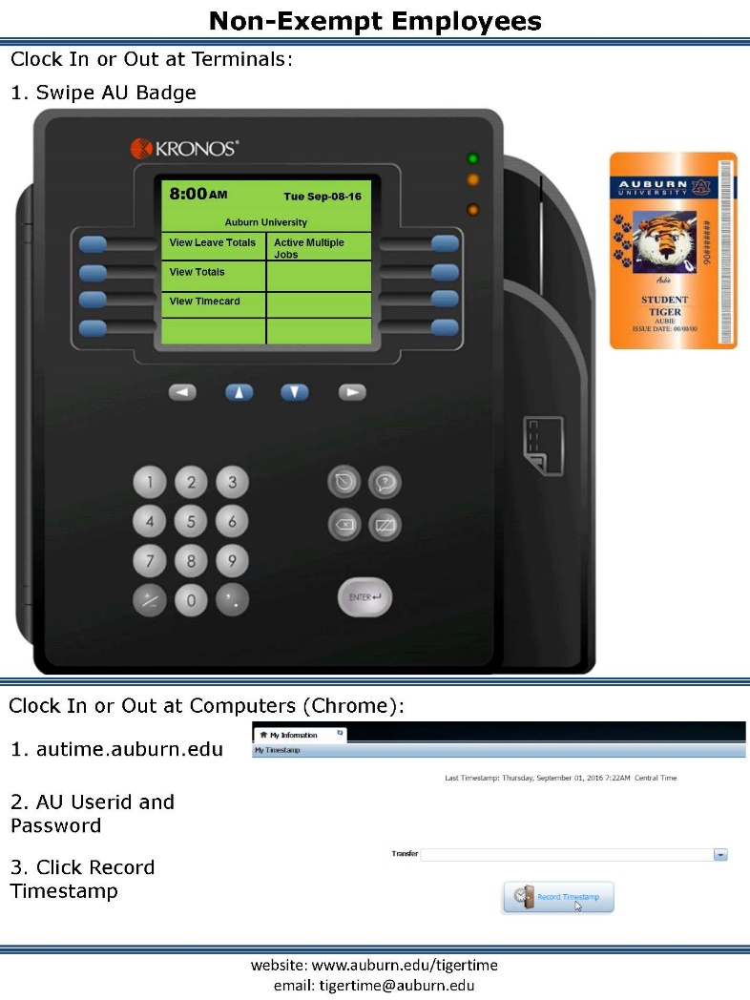 Non-Exempt Employees
Clock In or Out at Terminals:
1. Swipe AU Badge
KRONOS®
8:00 AM Tue Sep-08-16
Auburn University
View Leave Totals Active Multiple
Jobs
View Totals
View Timecard
AUBURN
UNIVERSITY
90#######
Aubie
STUDENT
TIGER
AUBIE
ISSUE DATE: 00/00/00
1 2 3
4 5 6
7 8 9
+/- 0 ' .
ENTER
Clock In or Out at Computers (Chrome):
1. autime.auburn.edu
2. AU Userid and
Password
3. Click Record
Timestamp
My Information
My Timestamp
Last Timestamp: Thursday, September 01, 2016 7:22AM Central Time
Transfer
Record Timestamp
website: www.auburn.edu/tigertime
email: tigertime@auburn.edu